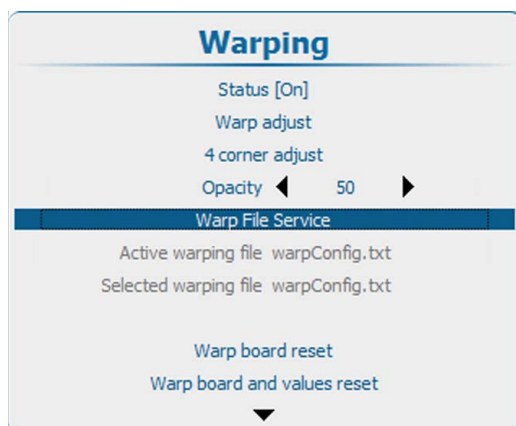 Warping
Status [On]
Warp adjust
4 corner adjust
Opacity 50
Warp File Service
Active warping file warpConfig.txt
Selected warping file warpConfig.txt
Warp board reset
Warp board and values reset